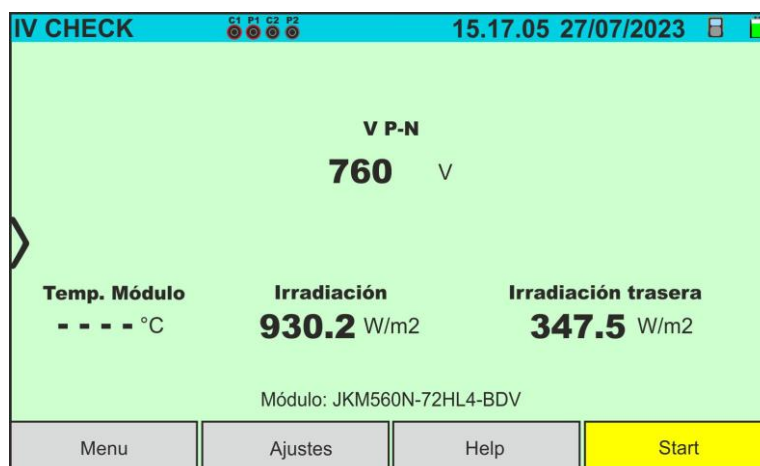 IV CHECK C1 P1 C2 P2 15.17.05 27/07/2023
V P-N
760 V
Temp. Módulo Irradiación Irradiación trasera
- - - - °C 930.2 W/m2 347.5 W/m2
Módulo: JKM560N-72HL4-BDV
Menu Ajustes Help Start